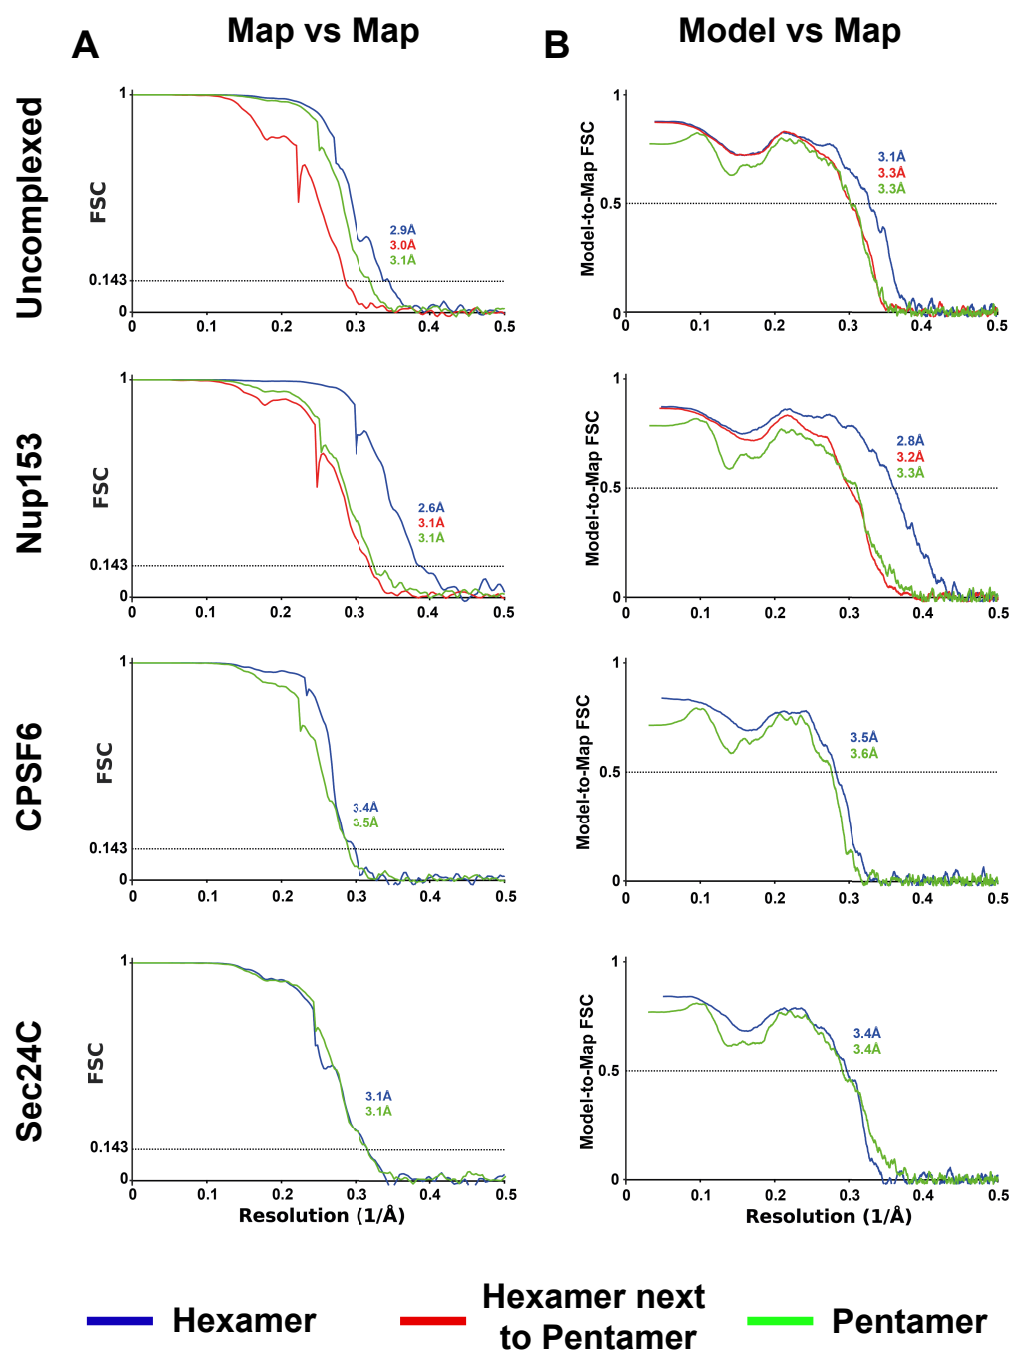 A
Map vs Map
B
Model vs Map
Uncomplexed
FSC
1
0.143
0
2.9Å
3.0Å
3.1Å
0
0.1
0.2
0.3
0.4
0.5
Model-to-Map FSC
1
0.5
0
3.1Å
3.3Å
3.3Å
0
0.1
0.2
0.3
0.4
0.5
Nup153
FSC
1
0.143
0
2.6Å
3.1Å
3.1Å
0
0.1
0.2
0.3
0.4
0.5
Model-to-Map FSC
1
0.5
0
2.8Å
3.2Å
3.3Å
0
0.1
0.2
0.3
0.4
0.5
CPSF6
FSC
1
0.143
0
3.4Å
3.5Å
0
0.1
0.2
0.3
0.4
0.5
Model-to-Map FSC
1
0.5
0
3.5Å
3.6Å
0
0.1
0.2
0.3
0.4
0.5
Sec24C
FSC
1
0.143
0
3.1Å
3.1Å
0
0.1
0.2
0.3
0.4
0.5
Resolution (1/Å)
Model-to-Map FSC
1
0.5
0
3.4Å
3.4Å
0
0.1
0.2
0.3
0.4
0.5
Resolution (1/Å)
Hexamer
Hexamer next
to Pentamer
Pentamer